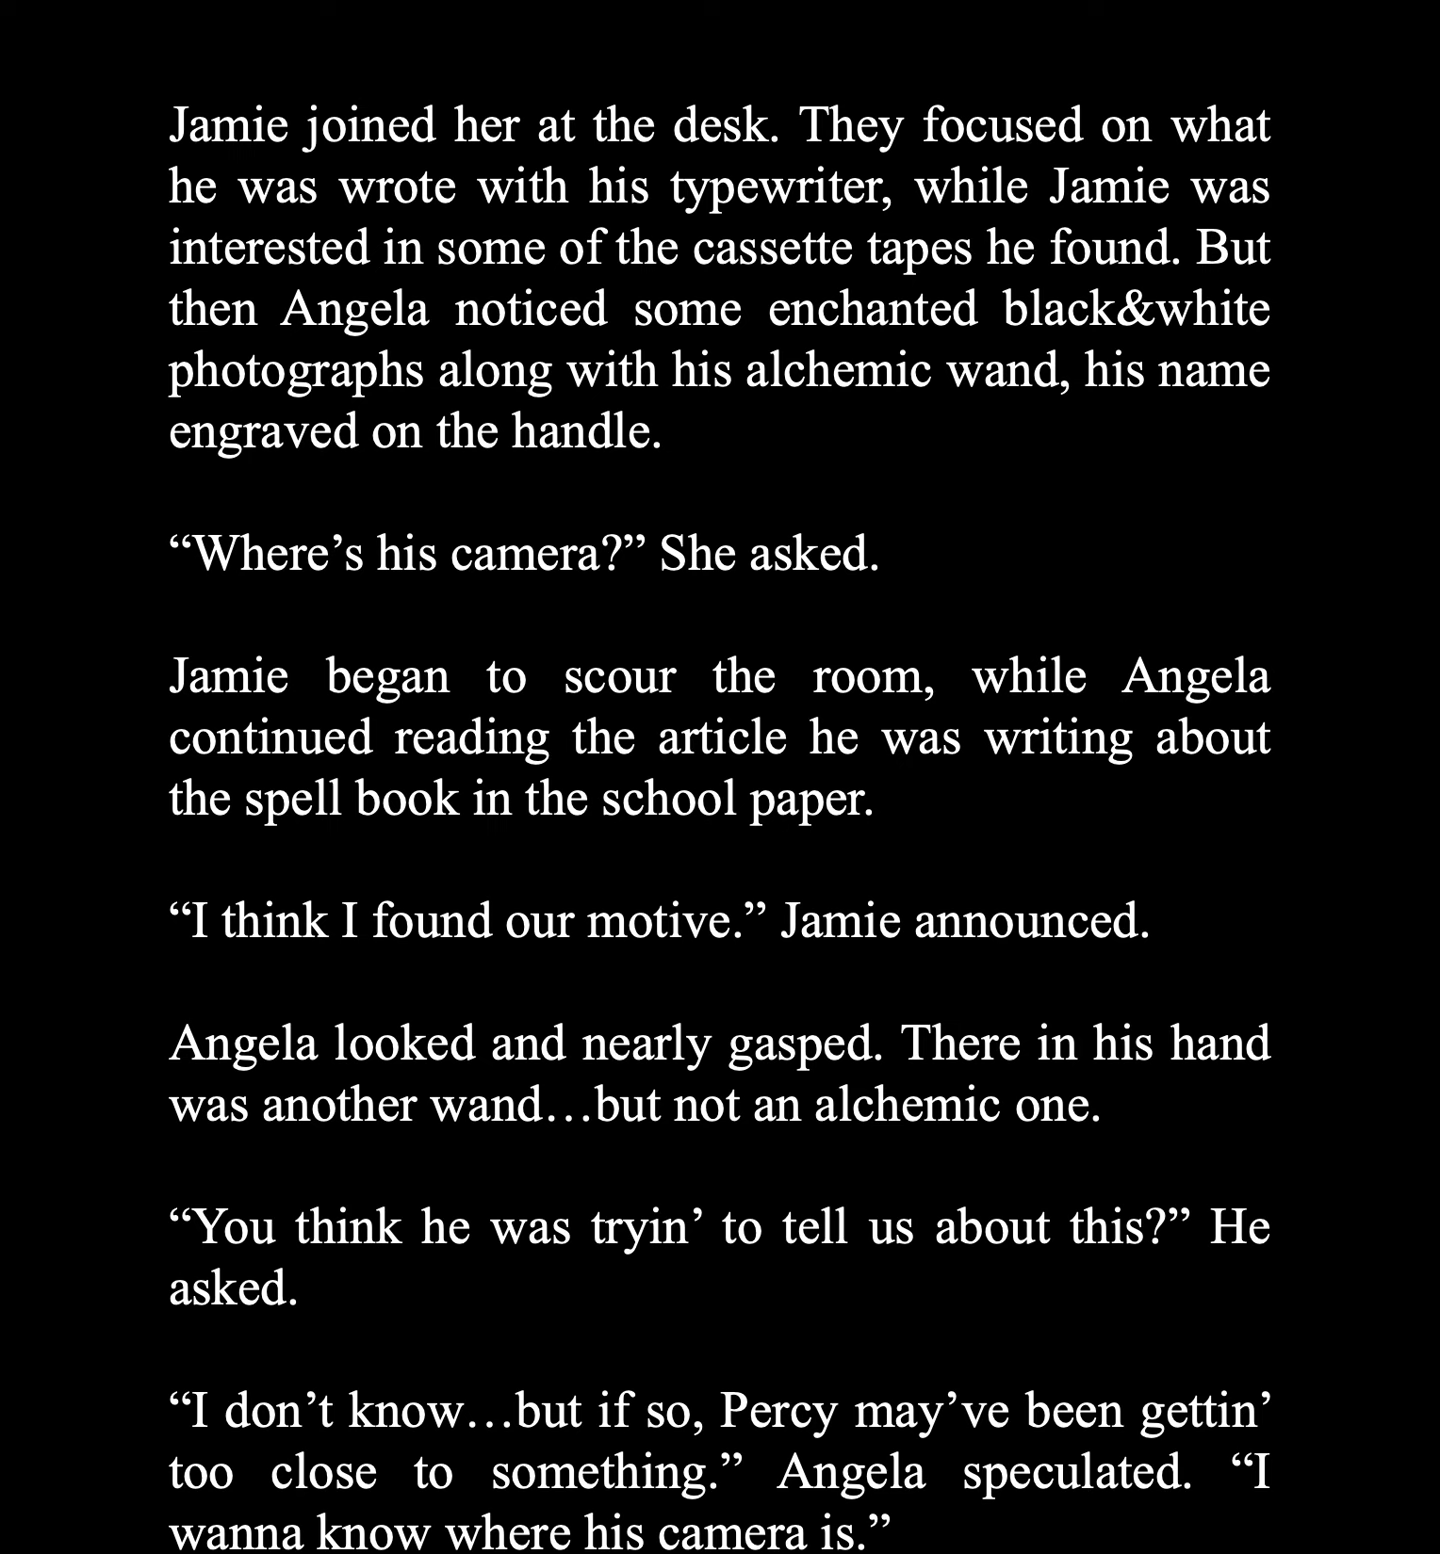 Jamie joined her at the desk. They focused on what
he was wrote with his typewriter, while Jamie was
interested in some of the cassette tapes he found. But
then Angela noticed some enchanted black&white
photographs along with his alchemic wand, his name
engraved on the handle.
“Where’s his camera?” She asked.
Jamie began to scour the room, while Angela
continued reading the article he was writing about
the spell book in the school paper.
“I think I found our motive.” Jamie announced.
Angela looked and nearly gasped. There in his hand
was another wand…but not an alchemic one.
“You think he was tryin’ to tell us about this?” He
asked.
“I don’t know…but if so, Percy may’ve been gettin’
too close to something.” Angela speculated. “I
wanna know where his camera is.”